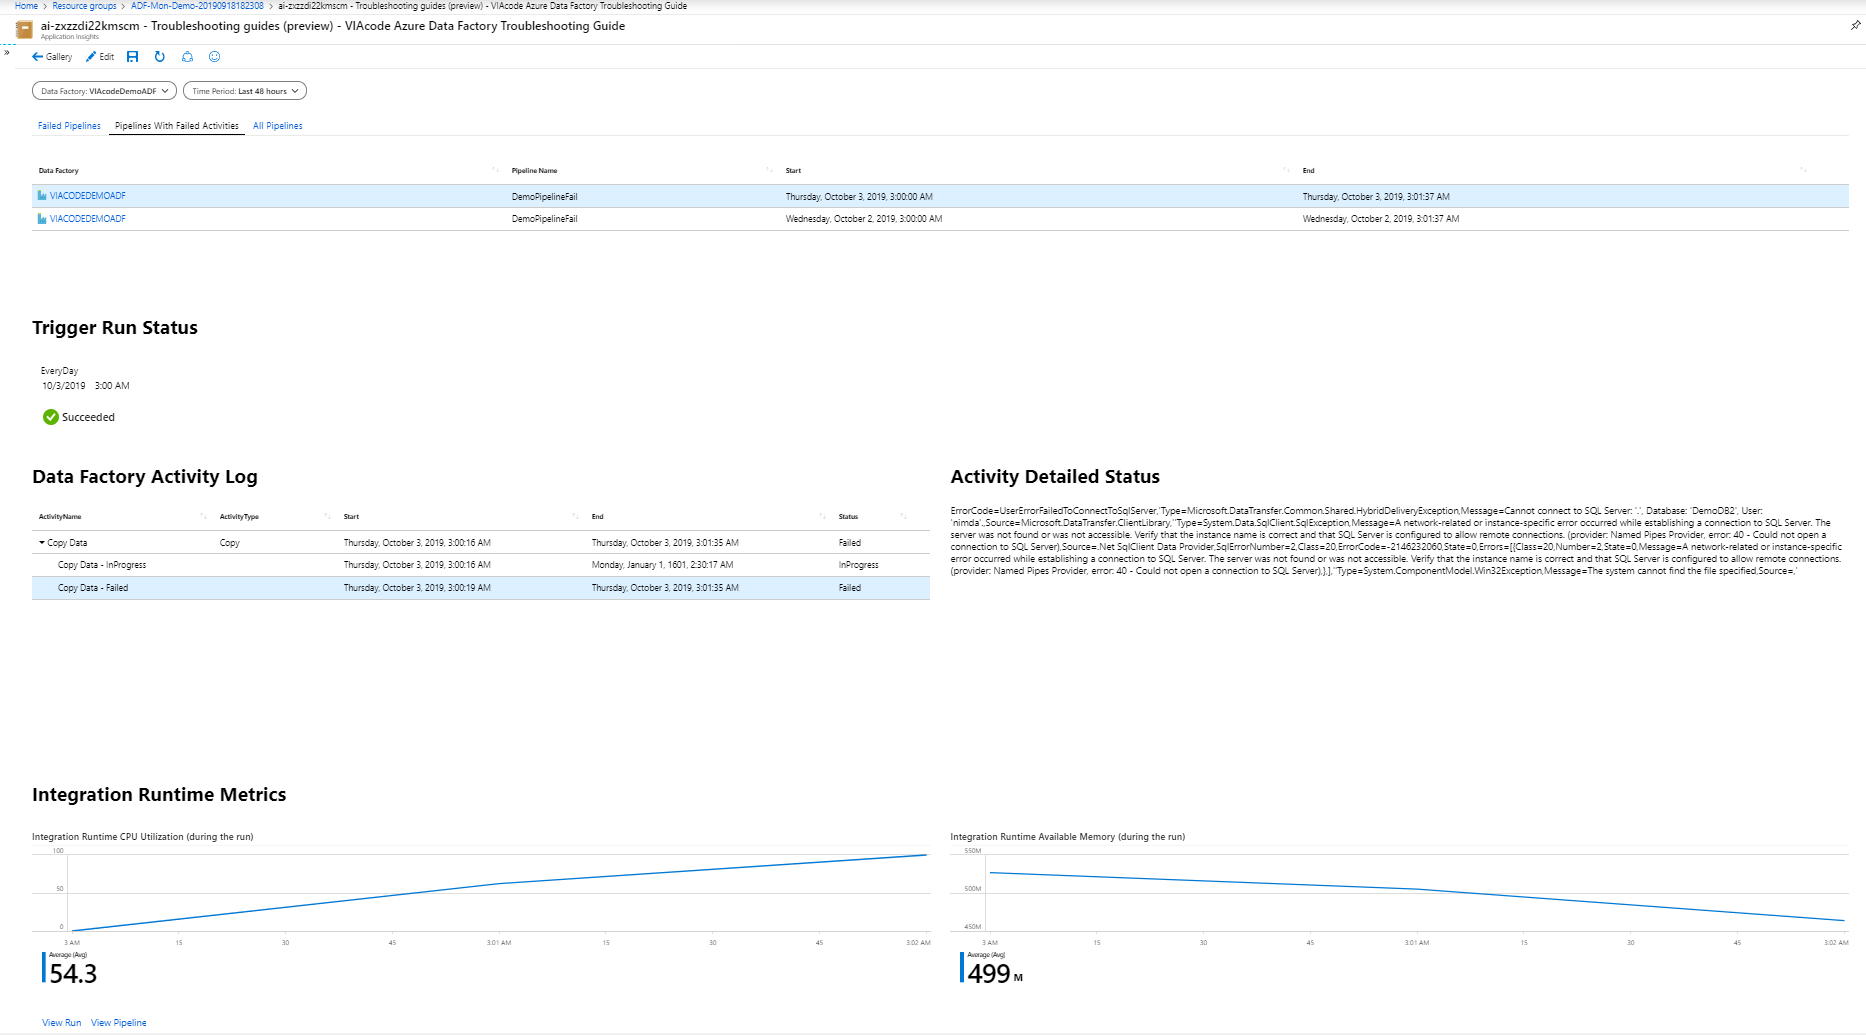 Home > Resource groups > ADF-Mon-Demo-20190918182308 > ai-zxzzdi22kmscm - Troubleshooting guides (preview) - VIAcode Azure Data Factory Troubleshooting Guide
ai-zxzzdi22kmscm - Troubleshooting guides (preview) - VIAcode Azure Data Factory Troubleshooting Guide
Application Insights
» Gallery Edit
Data Factory: VIAcodeDemoADF Time Period: Last 48 hours
Failed Pipelines Pipelines With Failed Activities All Pipelines
Data Factory Pipeline Name Start End
VIACODEDEMOADF DemoPipelineFail Thursday, October 3, 2019, 3:00:00 AM Thursday, October 3, 2019, 3:01:37 AM
VIACODEDEMOADF DemoPipelineFail Wednesday, October 2, 2019, 3:00:00 AM Wednesday, October 2, 2019, 3:01:37 AM
Trigger Run Status
EveryDay
10/3/2019 3:00 AM
Succeeded
Data Factory Activity Log
ActivityName ActivityType Start End Status
Copy Data Copy Thursday, October 3, 2019, 3:00:16 AM Thursday, October 3, 2019, 3:01:35 AM Failed
Copy Data - InProgress Thursday, October 3, 2019, 3:00:16 AM Monday, January 1, 1601, 2:30:17 AM InProgress
Copy Data - Failed Thursday, October 3, 2019, 3:00:19 AM Thursday, October 3, 2019, 3:01:35 AM Failed
Activity Detailed Status
ErrorCode=UserErrorFailedToConnectToSqlServer,'Type=Microsoft.DataTransfer.Common.Shared.HybridDeliveryException,Message=Cannot connect to SQL Server: '.', Database: 'DemoDB2', User:
'nimda'.,Source=Microsoft.DataTransfer.ClientLibrary,''Type=System.Data.SqlClient.SqlException,Message=A network-related or instance-specific error occurred while establishing a connection to SQL Server. The
server was not found or was not accessible. Verify that the instance name is correct and that SQL Server is configured to allow remote connections. (provider: Named Pipes Provider, error: 40 - Could not open a
connection to SQL Server),Source=.Net SqlClient Data Provider,SqlErrorNumber=2,Class=20,ErrorCode=-2146232060,State=0,Errors=[{Class=20,Number=2,State=0,Message=A network-related or instance-specific
error occurred while establishing a connection to SQL Server. The server was not found or was not accessible. Verify that the instance name is correct and that SQL Server is configured to allow remote connections.
(provider: Named Pipes Provider, error: 40 - Could not open a connection to SQL Server),},],''Type=System.ComponentModel.Win32Exception,Message=The system cannot find the file specified,Source=,'
Integration Runtime Metrics
Integration Runtime CPU Utilization (during the run)
100
50
0
3 AM 15 30 45 3:01 AM 15 30 45 3:02 AM
Average (Avg)
54.3
Integration Runtime Available Memory (during the run)
550M
500M
450M
3 AM 15 30 45 3:01 AM 15 30 45 3:02 AM
Average (Avg)
499 M
View Run View Pipeline